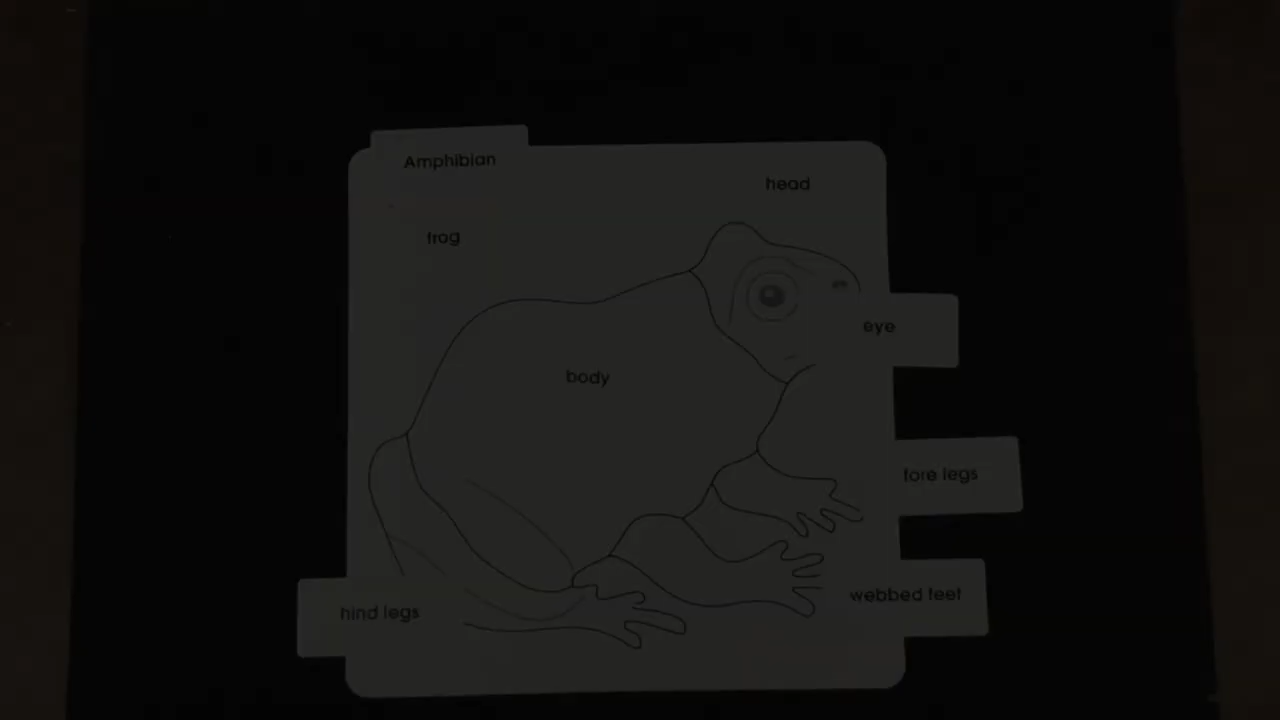 Amphibian
head
frog
eye
body
fore legs
webbed feet
hind legs